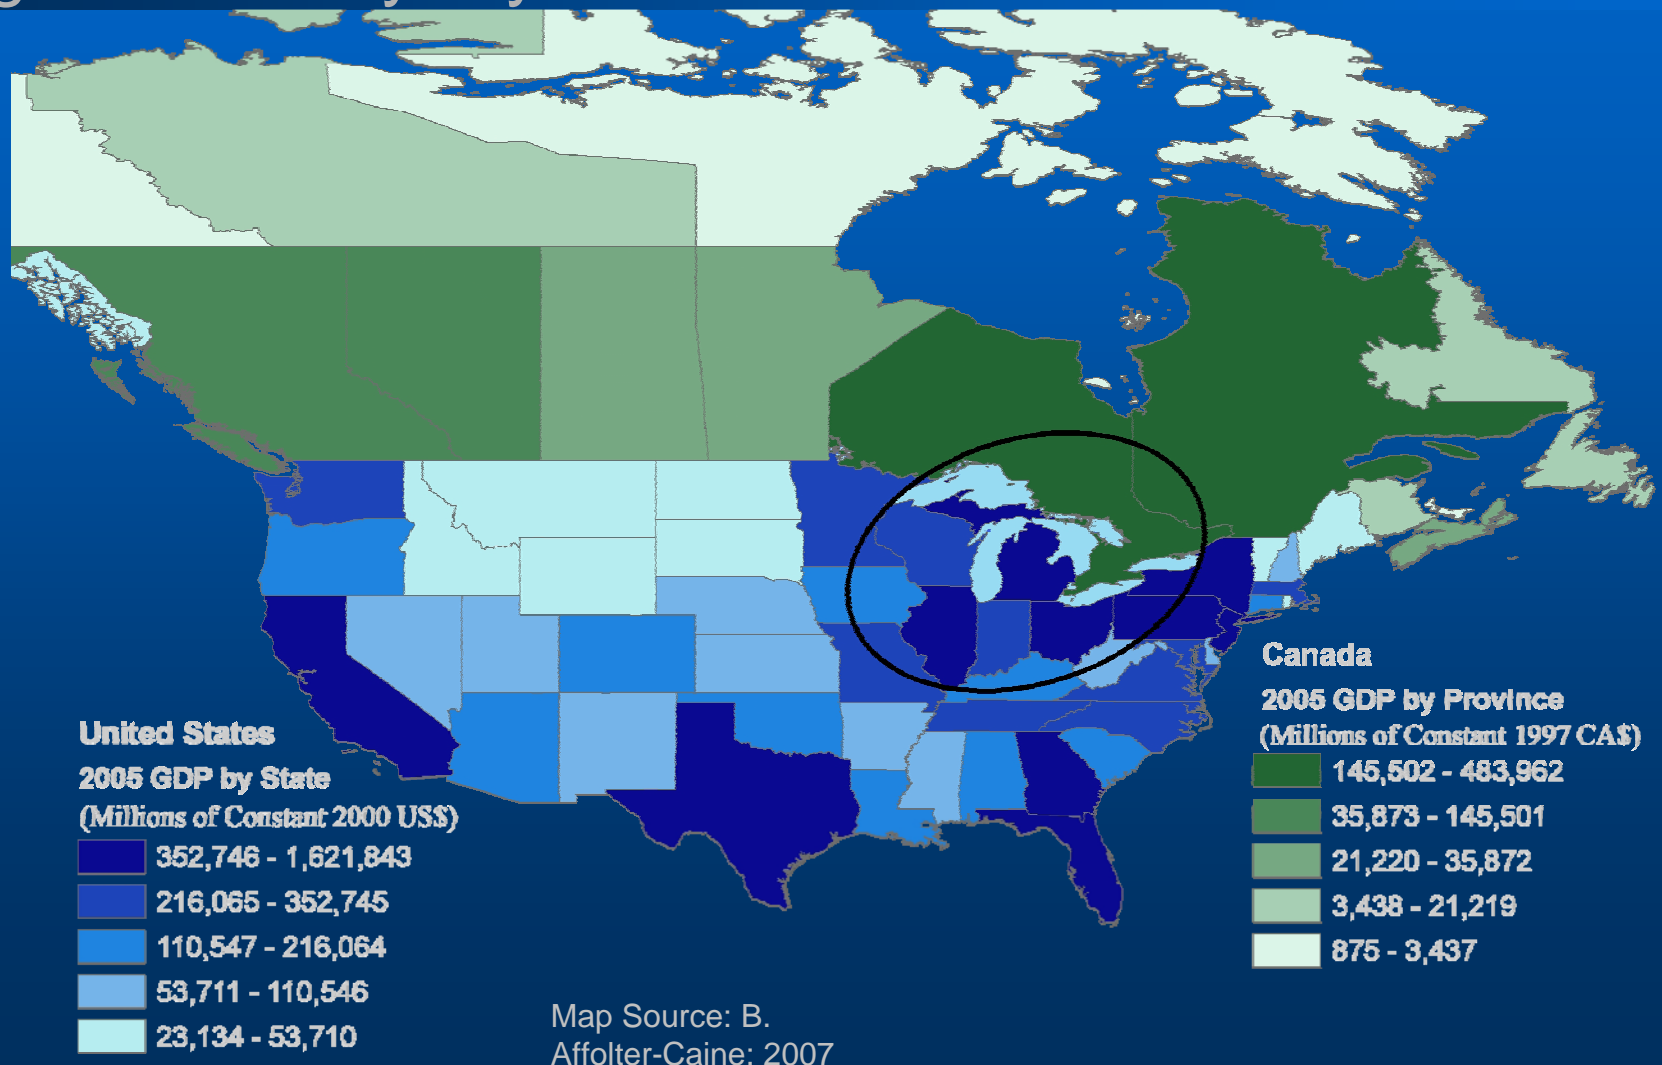 United States
2005 GDP by State
(Millions of Constant 2000 US$)
352,746 - 1,621,843
216,065 - 352,745
110,547 - 216,064
53,711 - 110,546
23,134 - 53,710
Map Source: B.
Affolter-Caine; 2007
Canada
2005 GDP by Province
(Millions of Constant 1997 CA$)
145,502 - 483,962
35,873 - 145,501
21,220 - 35,872
3,438 - 21,219
875 - 3,437